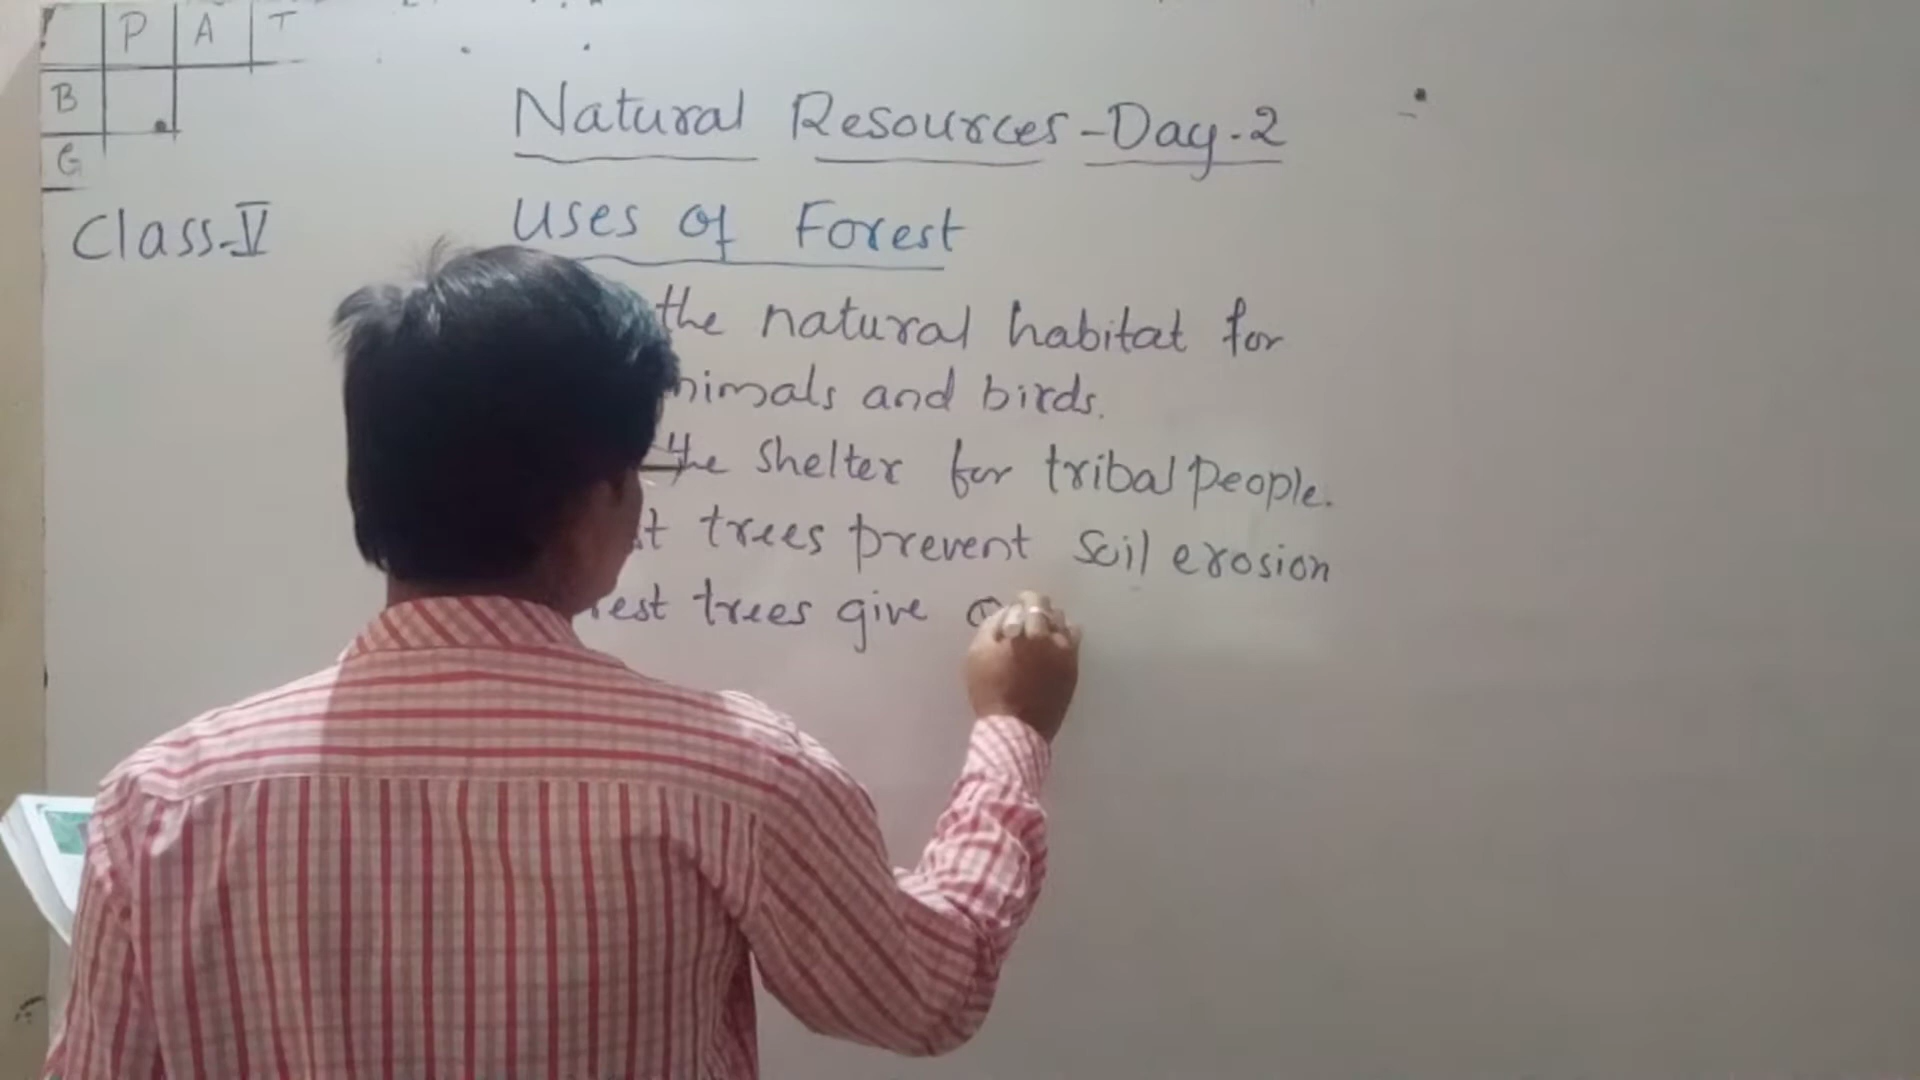 P A T
B
G
Natural Resources-Day-2
Class-V
Uses of Forest
the natural habitat for
nimals and birds.
the shelter for tribal people.
t trees prevent soil erosion
rest trees give